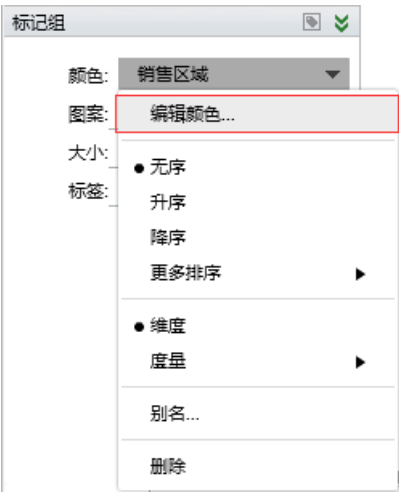 标记组
颜色: 销售区域
图案:
编辑颜色...
大小:
无序
标签:
升序
降序
更多排序
维度
度量
别名...
删除